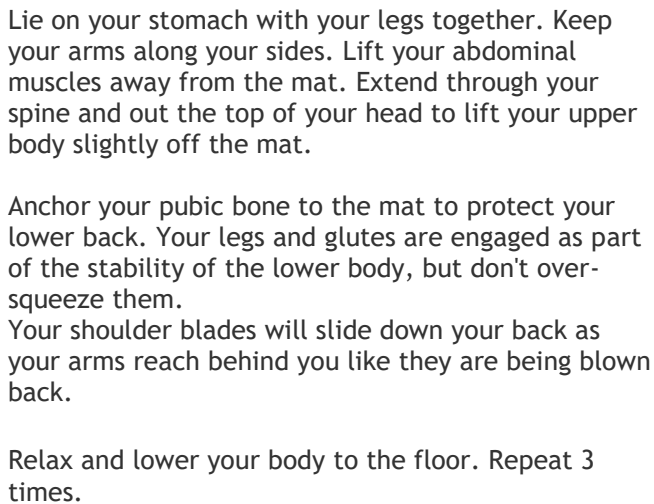 Lie on your stomach with your legs together. Keep
your arms along your sides. Lift your abdominal
muscles away from the mat. Extend through your
spine and out the top of your head to lift your upper
body slightly off the mat.
Anchor your pubic bone to the mat to protect your
lower back. Your legs and glutes are engaged as part
of the stability of the lower body, but don't over-
squeeze them.
Your shoulder blades will slide down your back as
your arms reach behind you like they are being blown
back.
Relax and lower your body to the floor. Repeat 3
times.